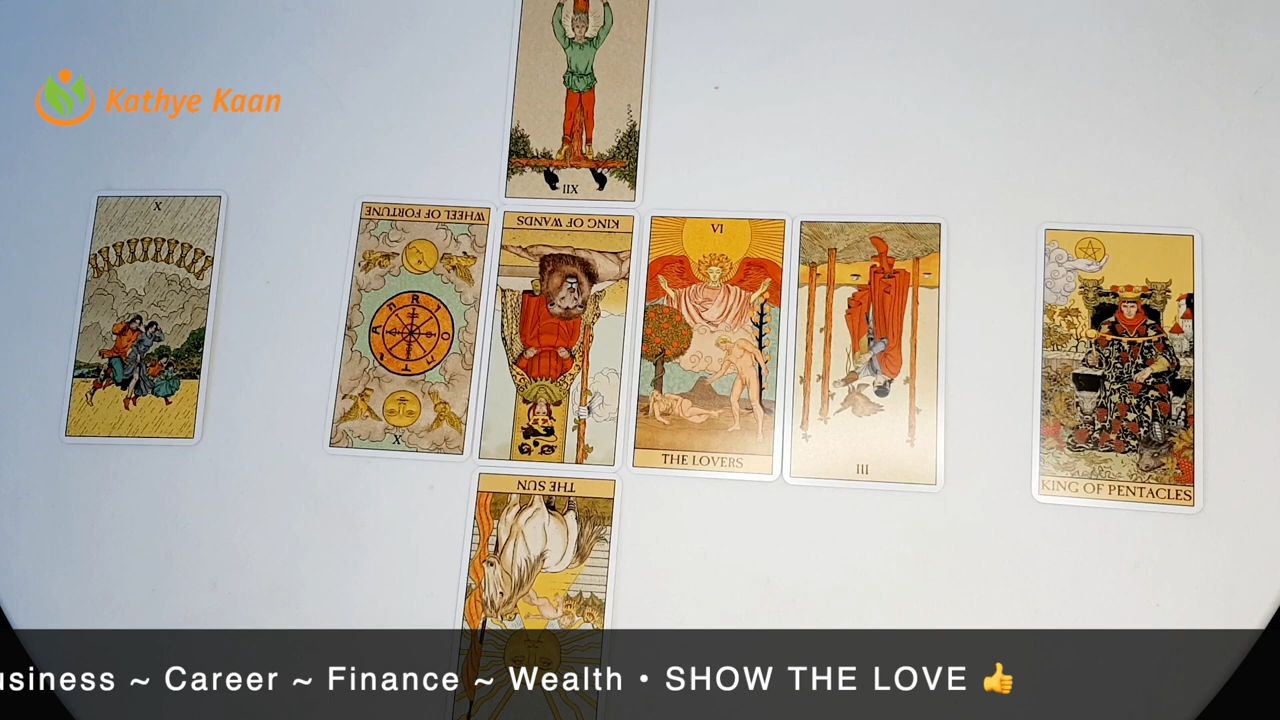 Kathye Kaan
XII
X
WHEEL OF FORTUNE
X
KING OF WANDS
VI
THE LOVERS
III
KING OF PENTACLES
THE SUN
usiness ~ Career ~ Finance ~ Wealth • SHOW THE LOVE 👍